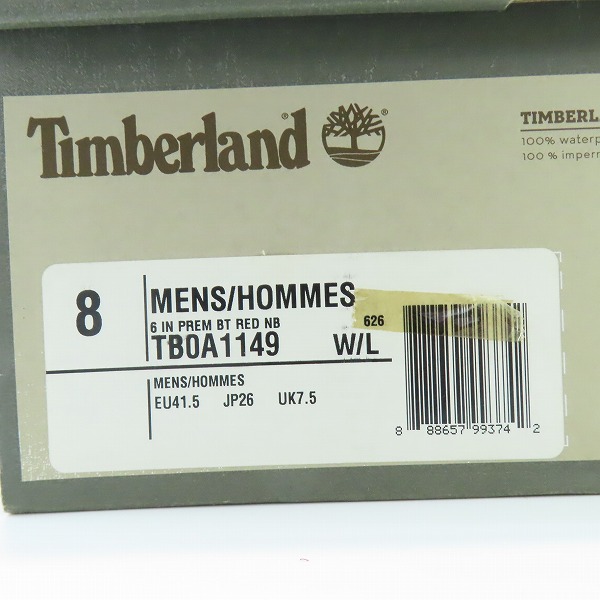 Timberland
TIMBERL
100% waterp
100 % imperm
8
MENS/HOMMES
6 IN PREM BT RED NB
626
TB0A1149 W/L
MENS/HOMMES
EU41.5 JP26 UK7.5
8 88657 99374 2